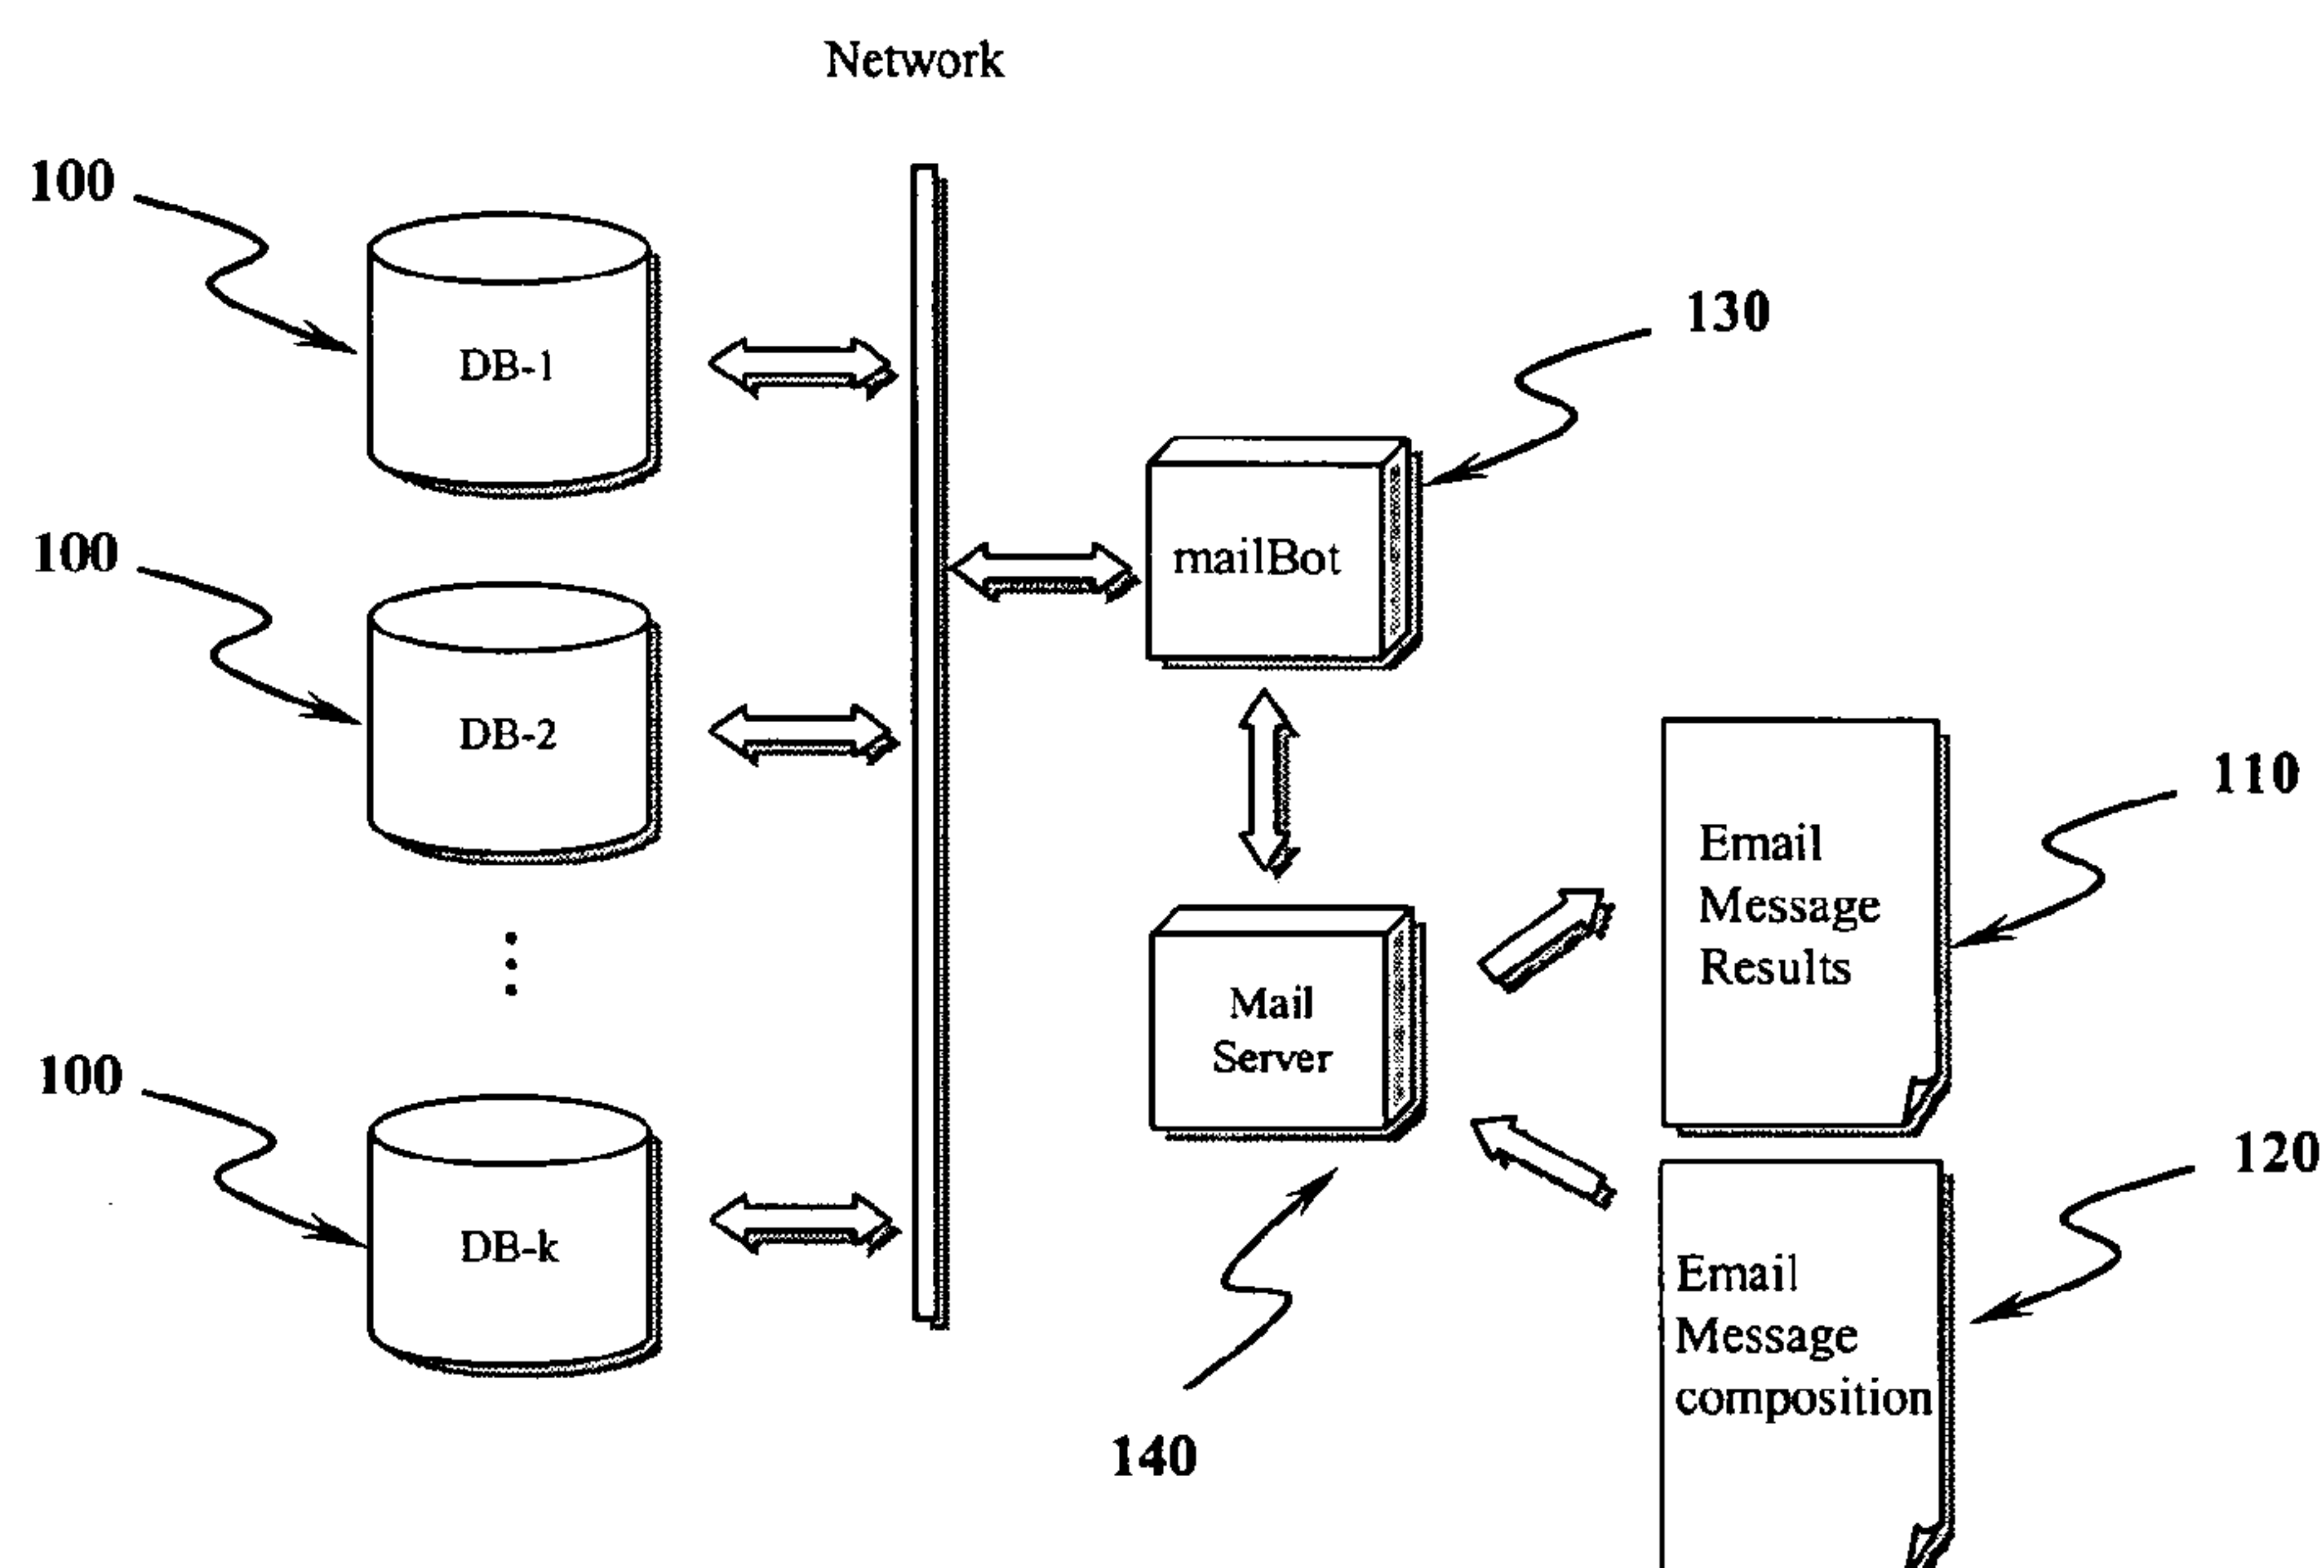 Network
100
DB-1
130
mailBot
100
DB-2
110
Email
Message
Results
Mail
Server
100
DB-k
120
Email
Message
composition
140